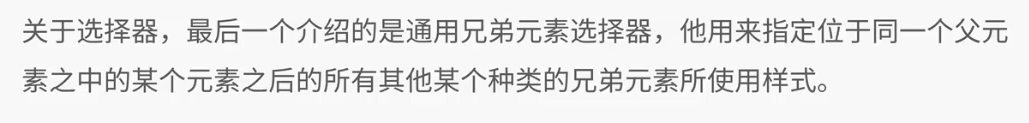 关于选择器，最后一个介绍的是通用兄弟元素选择器，他用来指定位于同一个父元
素之中的某个元素之后的所有其他某个种类的兄弟元素所使用样式。